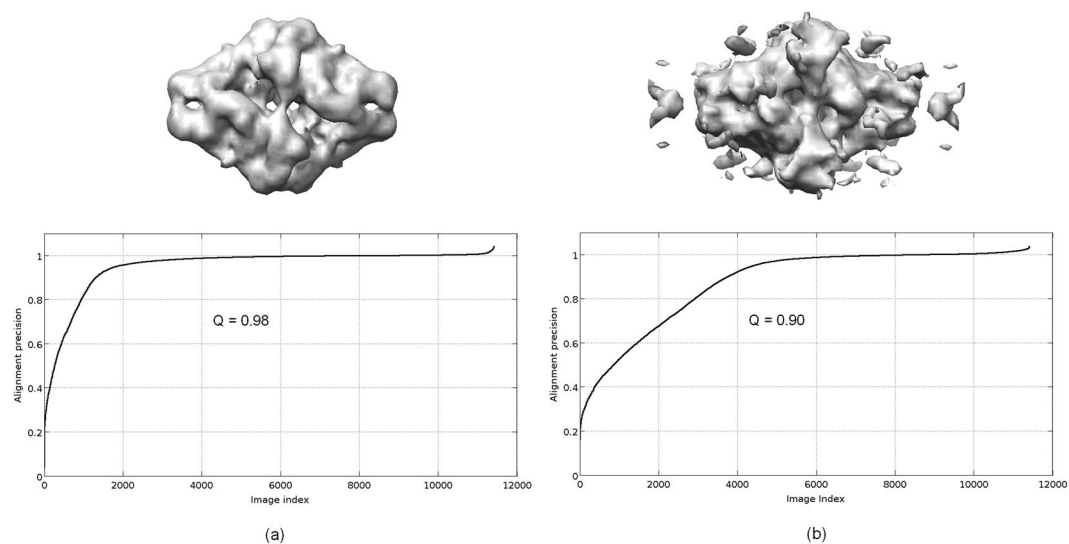 Alignment precision
1
0.8
0.6
0.4
0.2
0
Q = 0.98
0 2000 4000 6000 8000 10000 12000
Image index
(a)
Alignment precision
1
0.8
0.6
0.4
0.2
0
Q = 0.90
0 2000 4000 6000 8000 10000 12000
Image Index
(b)